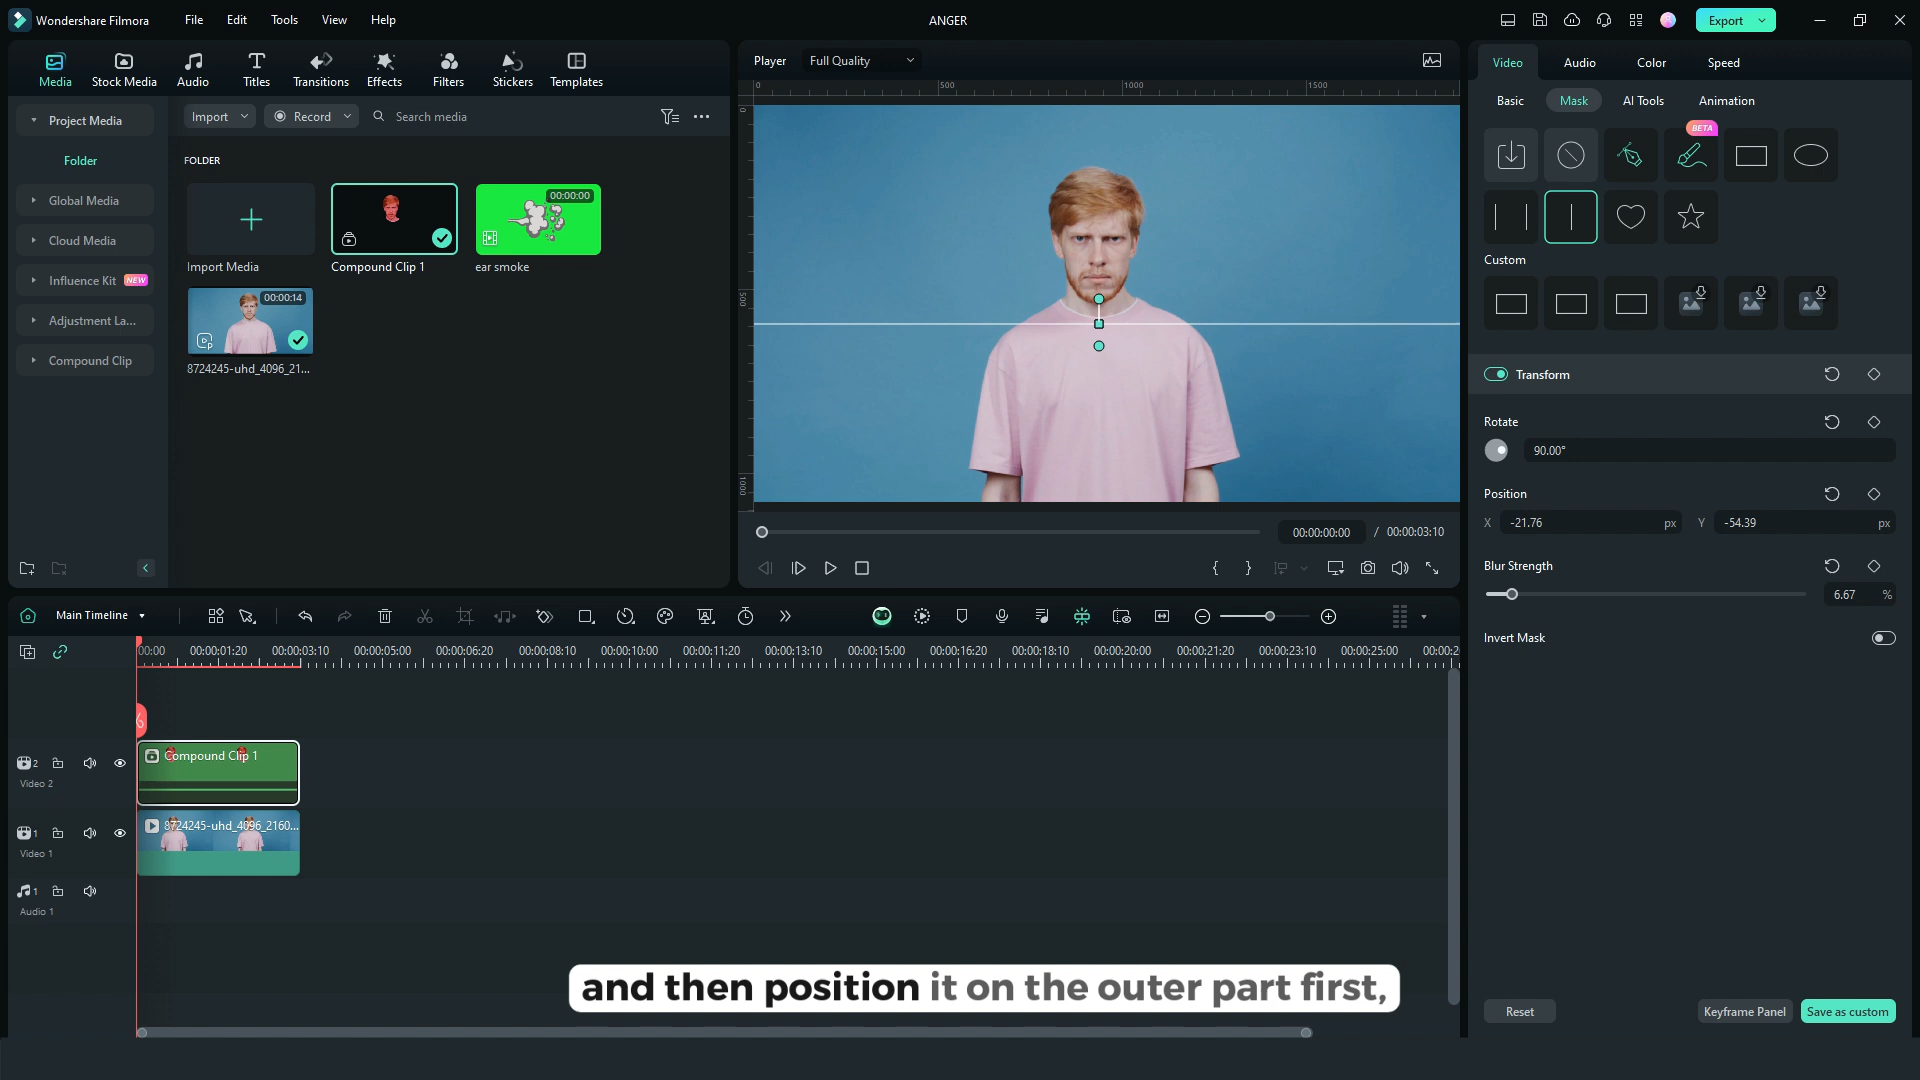 Wondershare Filmora
File
Edit
Tools
View
Help
ANGER
Export
Media
Stock Media
Audio
Titles
Transitions
Effects
Filters
Stickers
Templates
Player
Full Quality
Video
Audio
Color
Speed
Project Media
Import
Record
Search media
0
500
1000
1500
Basic
Mask
AI Tools
Animation
BETA
Folder
FOLDER
Global Media
Cloud Media
Influence Kit
NEW
Adjustment La...
Compound Clip
00:00:00
Import Media
Compound Clip 1
ear smoke
00:00:14
8724245-uhd_4096_21...
0
500
1000
Custom
Transform
Rotate
90.00°
Position
X
-21.76
px
Y
-54.39
px
00:00:00:00
/
00:00:03:10
Blur Strength
6.67
%
Invert Mask
Main Timeline
:00:00
00:00:01:20
00:00:03:10
00:00:05:00
00:00:06:20
00:00:08:10
00:00:10:00
00:00:11:20
00:00:13:10
00:00:15:00
00:00:16:20
00:00:18:10
00:00:20:00
00:00:21:20
00:00:23:10
00:00:25:00
00:00:2
2
Video 2
Compound Clip 1
1
Video 1
8724245-uhd_4096_2160...
1
Audio 1
and then position it on the outer part first,
Reset
Keyframe Panel
Save as custom